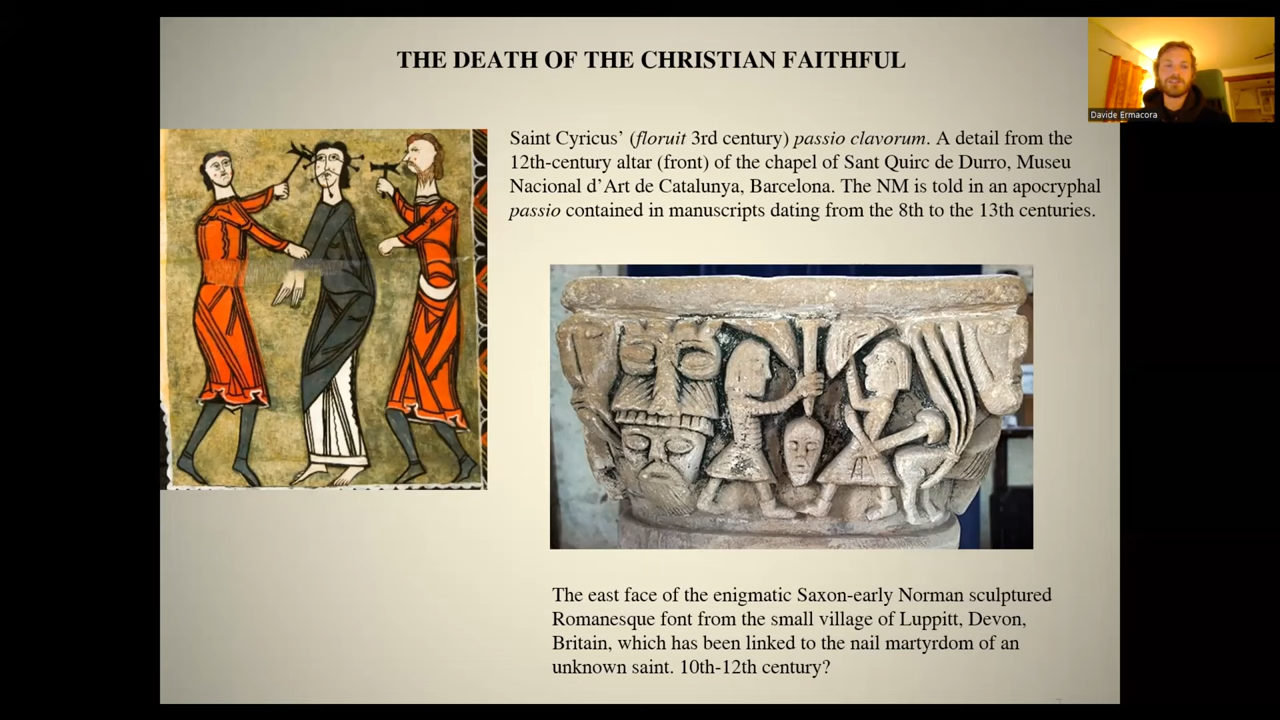 THE DEATH OF THE CHRISTIAN FAITHFUL
Davide Ermacora
Saint Cyricus’ (floruit 3rd century) passio clavorum. A detail from the
12th-century altar (front) of the chapel of Sant Quirc de Durro, Museu
Nacional d’Art de Catalunya, Barcelona. The NM is told in an apocryphal
passio contained in manuscripts dating from the 8th to the 13th centuries.
The east face of the enigmatic Saxon-early Norman sculptured
Romanesque font from the small village of Luppitt, Devon,
Britain, which has been linked to the nail martyrdom of an
unknown saint. 10th-12th century?